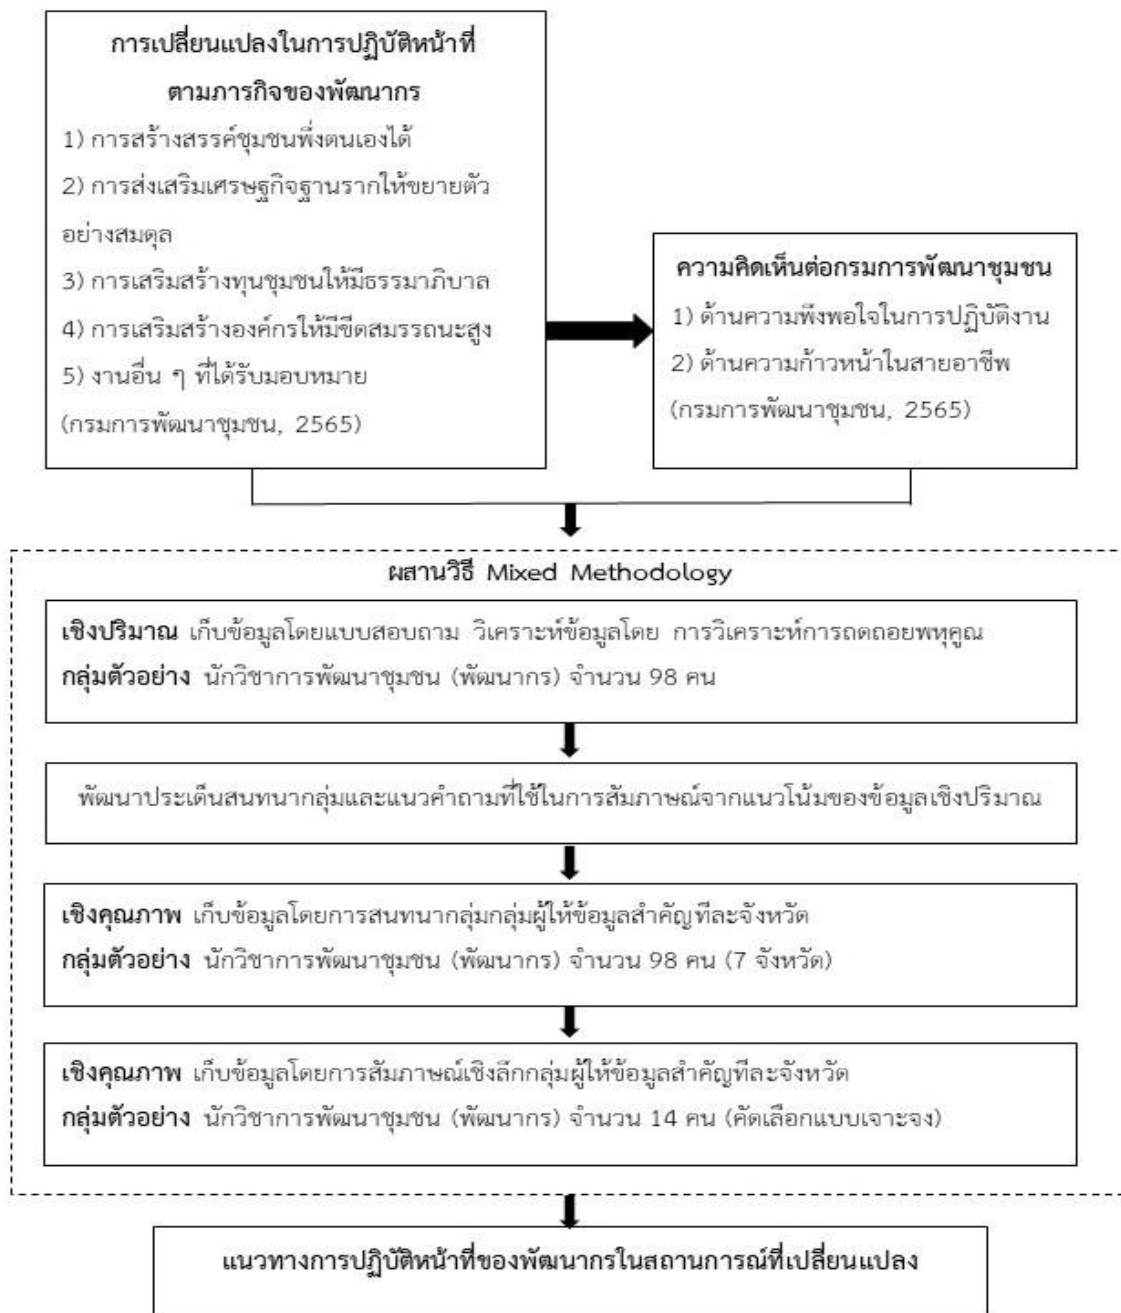 การเปลี่ยนแปลงในการปฏิบัติหน้าที่
ตามภารกิจของพัฒนากร
1) การสร้างสรรค์ชุมชนพึ่งตนเองได้
2) การส่งเสริมเศรษฐกิจฐานรากให้ขยายตัว
อย่างสมดุล
3) การเสริมสร้างทุนชุมชนให้มีธรรมาภิบาล
4) การเสริมสร้างองค์กรให้มีขีดสมรรถนะสูง
5) งานอื่น ๆ ที่ได้รับมอบหมาย
(กรมการพัฒนาชุมชน, 2565)
ความคิดเห็นต่อกรมการพัฒนาชุมชน
1) ด้านความพึงพอใจในการปฏิบัติงาน
2) ด้านความก้าวหน้าในสายอาชีพ
(กรมการพัฒนาชุมชน, 2565)
ผสานวิธี Mixed Methodology
เชิงปริมาณ เก็บข้อมูลโดยแบบสอบถาม วิเคราะห์ข้อมูลโดย การวิเคราะห์การถดถอยพหุคูณ
กลุ่มตัวอย่าง นักวิชาการพัฒนาชุมชน (พัฒนากร) จำนวน 98 คน
พัฒนาประเด็นสนทนากลุ่มและแนวคำถามที่ใช้ในการสัมภาษณ์จากแนวโน้มของข้อมูลเชิงปริมาณ
เชิงคุณภาพ เก็บข้อมูลโดยการสนทนากลุ่มกลุ่มผู้ให้ข้อมูลสำคัญทีละจังหวัด
กลุ่มตัวอย่าง นักวิชาการพัฒนาชุมชน (พัฒนากร) จำนวน 98 คน (7 จังหวัด)
เชิงคุณภาพ เก็บข้อมูลโดยการสัมภาษณ์เชิงลึกกลุ่มผู้ให้ข้อมูลสำคัญทีละจังหวัด
กลุ่มตัวอย่าง นักวิชาการพัฒนาชุมชน (พัฒนากร) จำนวน 14 คน (คัดเลือกแบบเจาะจง)
แนวทางการปฏิบัติหน้าที่ของพัฒนากรในสถานการณ์ที่เปลี่ยนแปลง